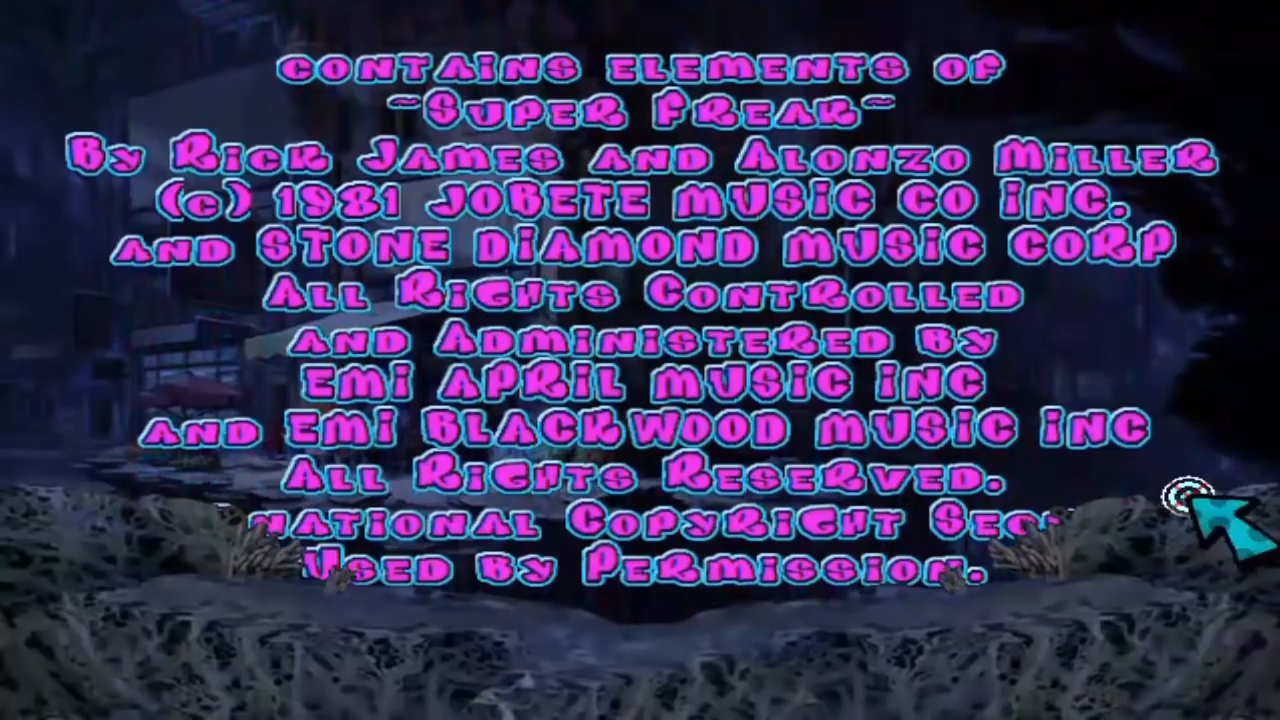 CONTAINS ELEMENTS OF
~Super Freak~
By Rick James and Alonzo Miller
(c) 1981 JOBETE MUSIC CO INC.
and STONE DIAMOND MUSIC CORP
All Rights Controlled
and Administered by
EMI APRIL MUSIC INC
and EMI BLACKWOOD MUSIC INC
All Rights Reserved.
Copyright
Used by Permission.